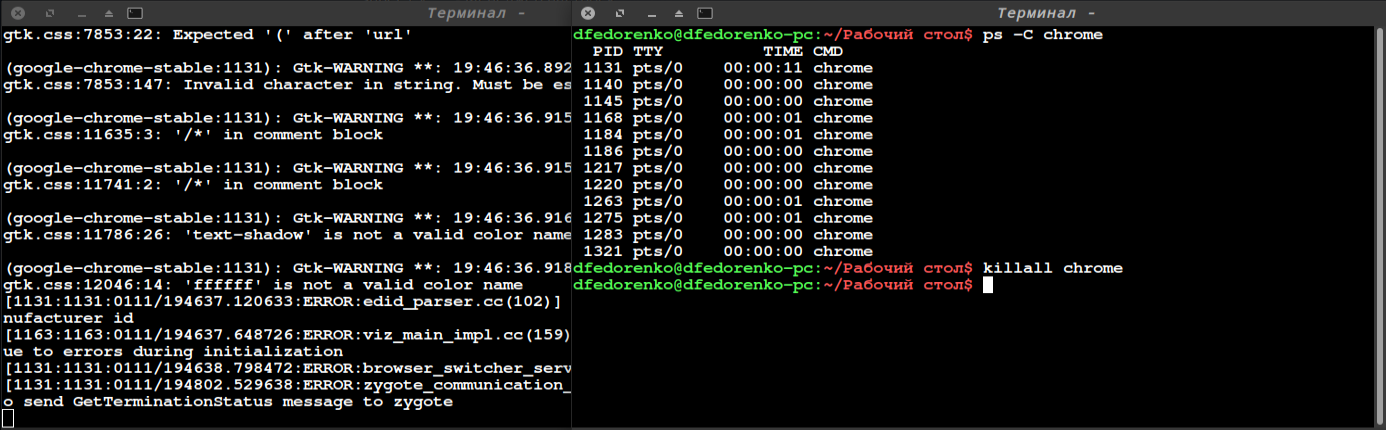 Терминал -
gtk.css:7853:22: Expected '(' after 'url'
(google-chrome-stable:1131): Gtk-WARNING **: 19:46:36.892
gtk.css:7853:147: Invalid character in string. Must be es
(google-chrome-stable:1131): Gtk-WARNING **: 19:46:36.915
gtk.css:11635:3: '/*' in comment block
(google-chrome-stable:1131): Gtk-WARNING **: 19:46:36.915
gtk.css:11741:2: '/*' in comment block
(google-chrome-stable:1131): Gtk-WARNING **: 19:46:36.916
gtk.css:11786:26: 'text-shadow' is not a valid color name
(google-chrome-stable:1131): Gtk-WARNING **: 19:46:36.918
gtk.css:12046:14: 'ffffff' is not a valid color name
[1131:1131:0111/194637.120633:ERROR:edid_parser.cc(102)]
nufacturer id
[1163:1163:0111/194637.648726:ERROR:viz_main_impl.cc(159)
ue to errors during initialization
[1131:1131:0111/194638.798472:ERROR:browser_switcher_serv
[1131:1131:0111/194802.529638:ERROR:zygote_communication_
o send GetTerminationStatus message to zygote
Терминал -
dfedorenko@dfedorenko-pc:~/Рабочий стол$ ps -C chrome
PID TTY TIME CMD
1131 pts/0 00:00:11 chrome
1140 pts/0 00:00:00 chrome
1145 pts/0 00:00:00 chrome
1168 pts/0 00:00:01 chrome
1184 pts/0 00:00:01 chrome
1186 pts/0 00:00:00 chrome
1217 pts/0 00:00:00 chrome
1220 pts/0 00:00:00 chrome
1263 pts/0 00:00:01 chrome
1275 pts/0 00:00:01 chrome
1283 pts/0 00:00:00 chrome
1321 pts/0 00:00:00 chrome
dfedorenko@dfedorenko-pc:~/Рабочий стол$ killall chrome
dfedorenko@dfedorenko-pc:~/Рабочий стол$